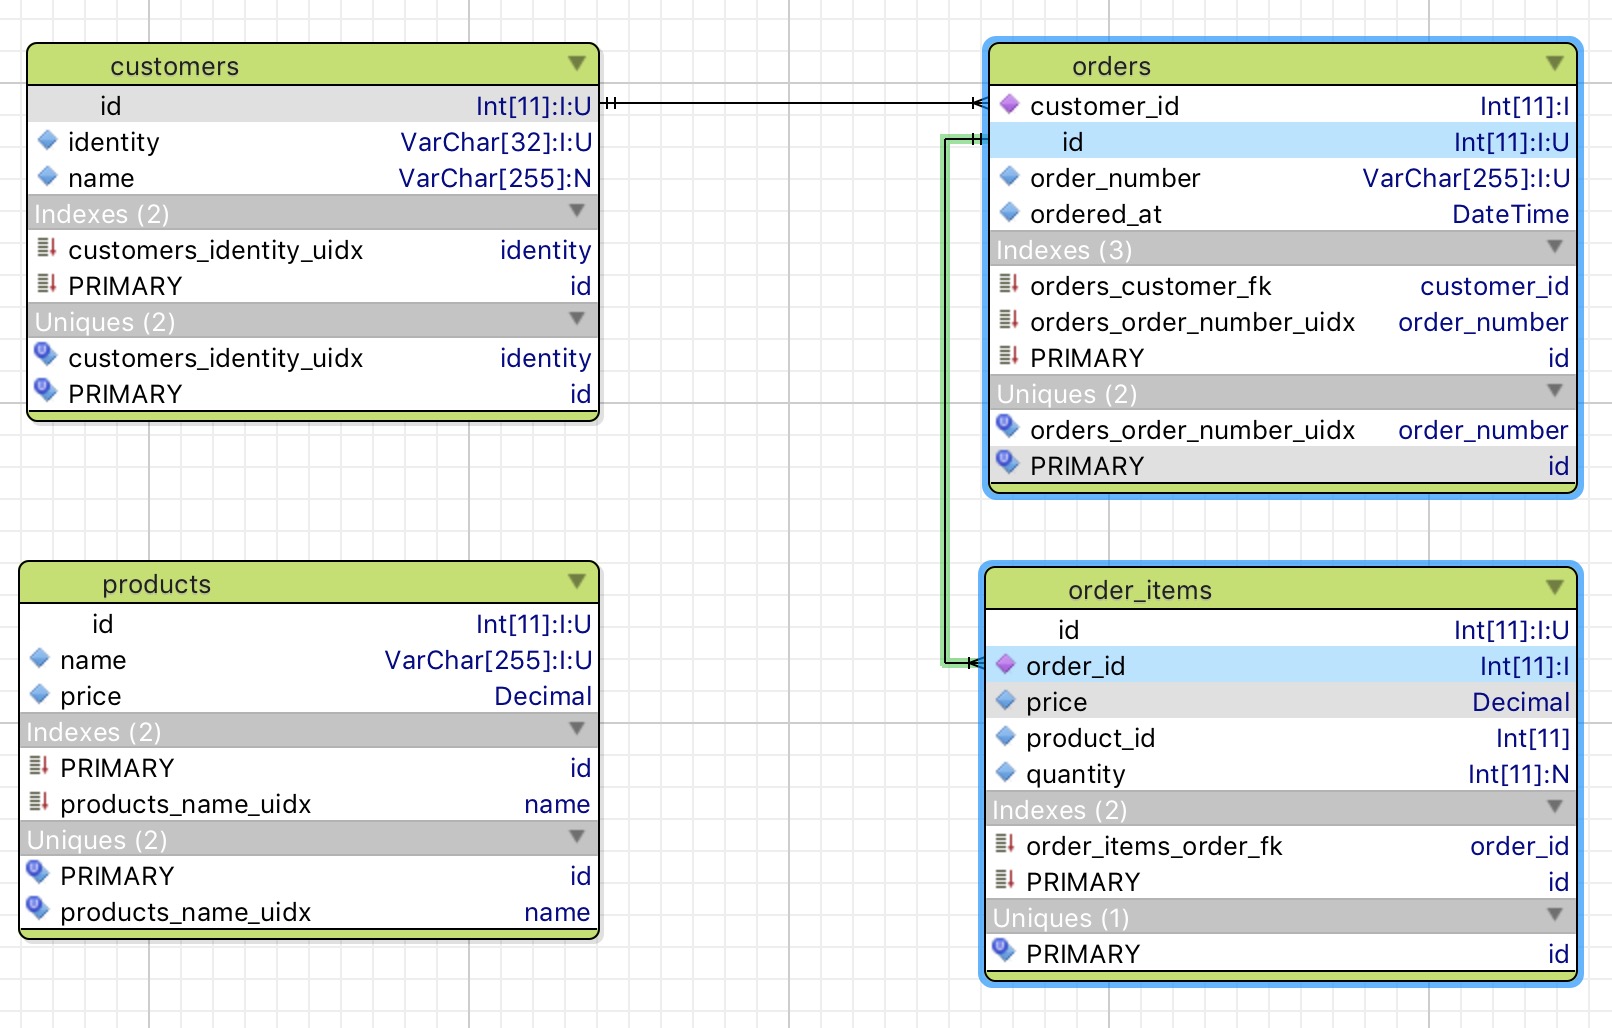 customers
id Int[11]:I:U
identity VarChar[32]:I:U
name VarChar[255]:N
Indexes (2)
customers_identity_uidx identity
PRIMARY id
Uniques (2)
customers_identity_uidx identity
PRIMARY id
orders
customer_id Int[11]:I
id Int[11]:I:U
order_number VarChar[255]:I:U
ordered_at DateTime
Indexes (3)
orders_customer_fk customer_id
orders_order_number_uidx order_number
PRIMARY id
Uniques (2)
orders_order_number_uidx order_number
PRIMARY id
products
id Int[11]:I:U
name VarChar[255]:I:U
price Decimal
Indexes (2)
PRIMARY id
products_name_uidx name
Uniques (2)
PRIMARY id
products_name_uidx name
order_items
id Int[11]:I:U
order_id Int[11]:I
price Decimal
product_id Int[11]
quantity Int[11]:N
Indexes (2)
order_items_order_fk order_id
PRIMARY id
Uniques (1)
PRIMARY id